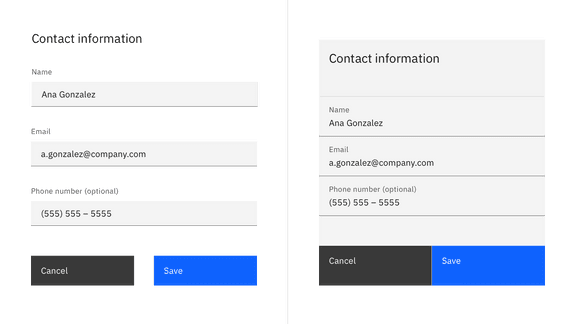 Contact information
Name
Ana Gonzalez
Email
a.gonzalez@company.com
Phone number (optional)
(555) 555 – 5555
Cancel
Save
Contact information
Name
Ana Gonzalez
Email
a.gonzalez@company.com
Phone number (optional)
(555) 555 – 5555
Cancel
Save